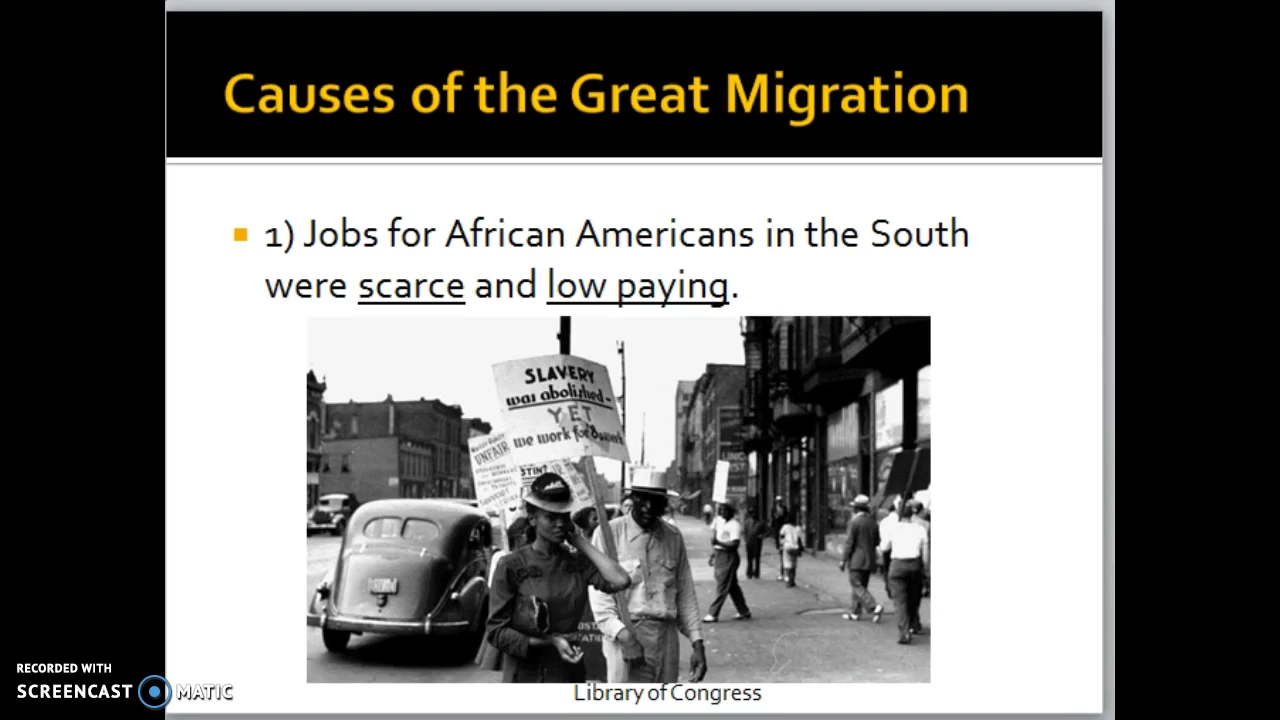 Causes of the Great Migration
1) Jobs for African Americans in the South
were scarce and low paying.
SLAVERY
was abolished-
YET
we work for
UNFAIR
Library of Congress
RECORDED WITH
SCREENCAST MATIC